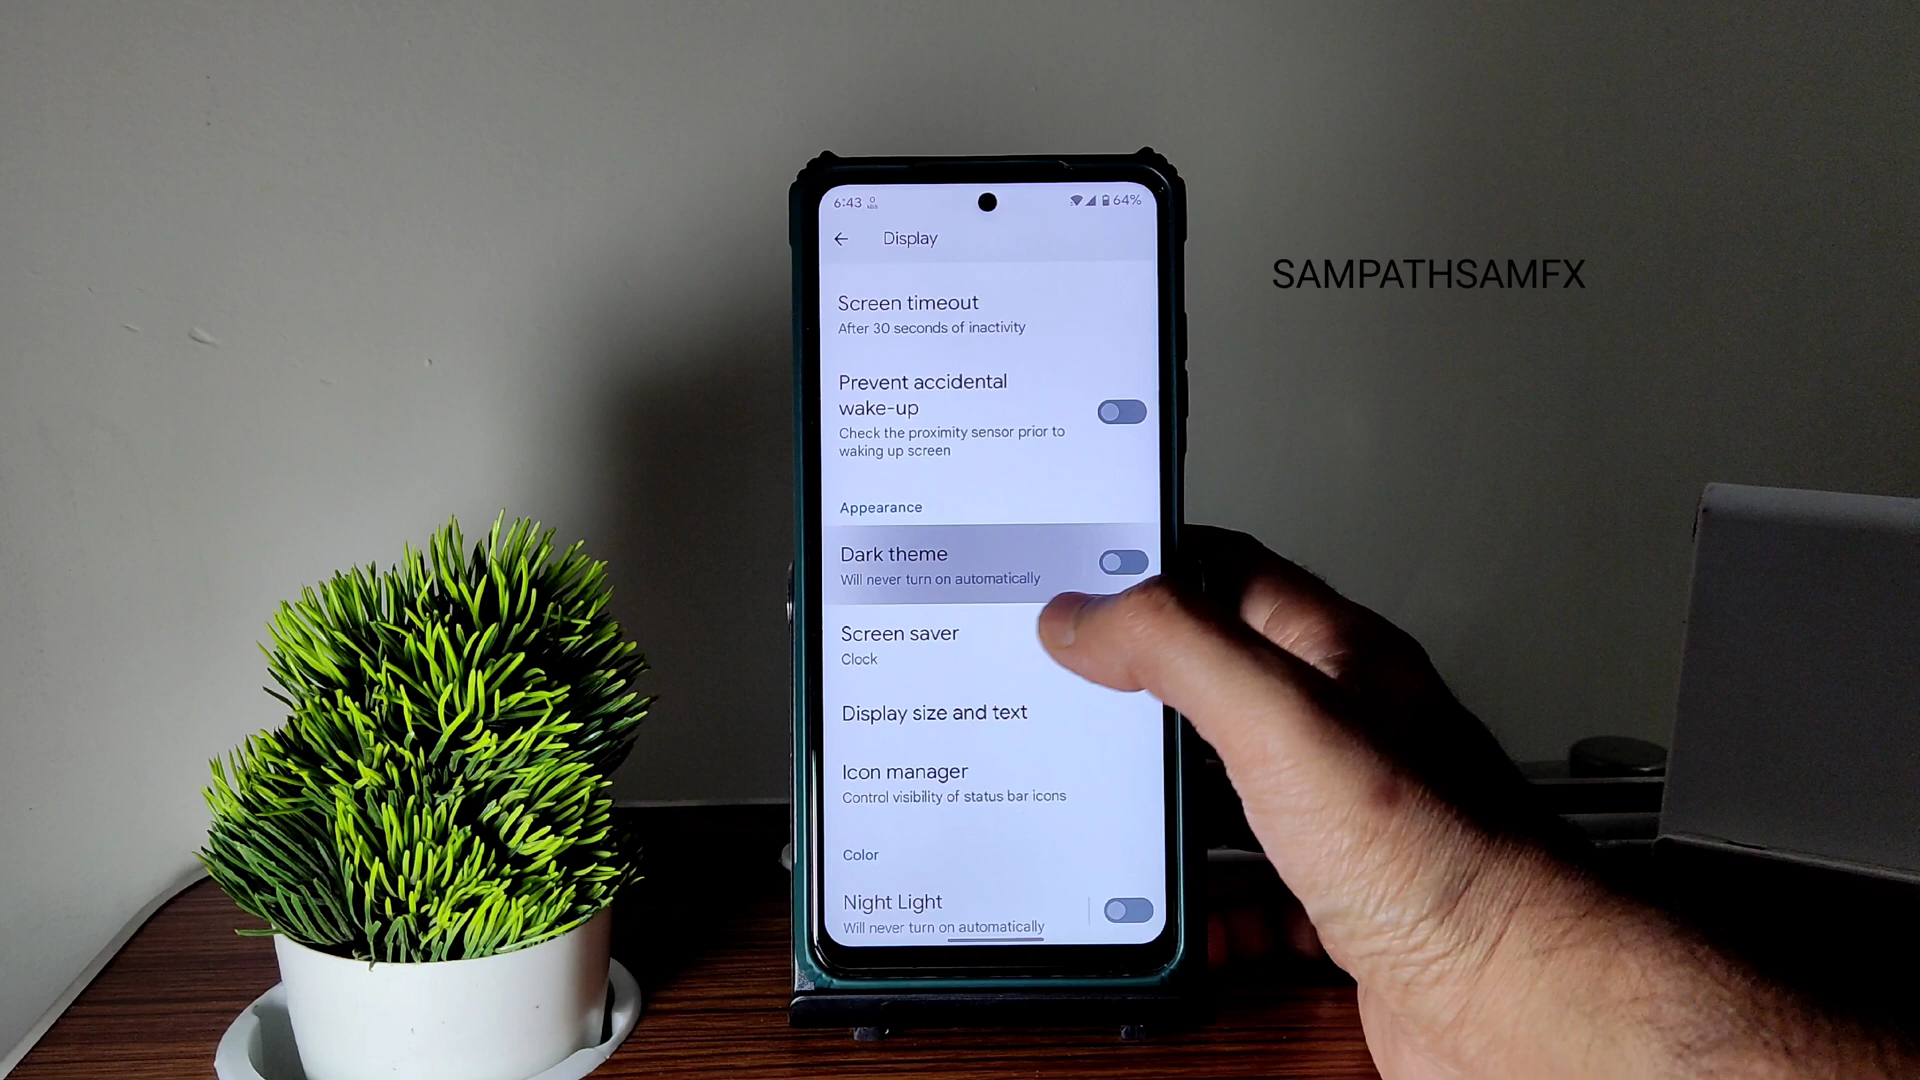 6:43
64%
Display
SAMPATHSAMFX
Screen timeout
After 30 seconds of inactivity
Prevent accidental
wake-up
Check the proximity sensor prior to
waking up screen
Appearance
Dark theme
Will never turn on automatically
Screen saver
Clock
Display size and text
Icon manager
Control visibility of status bar icons
Color
Night Light
Will never turn on automatically